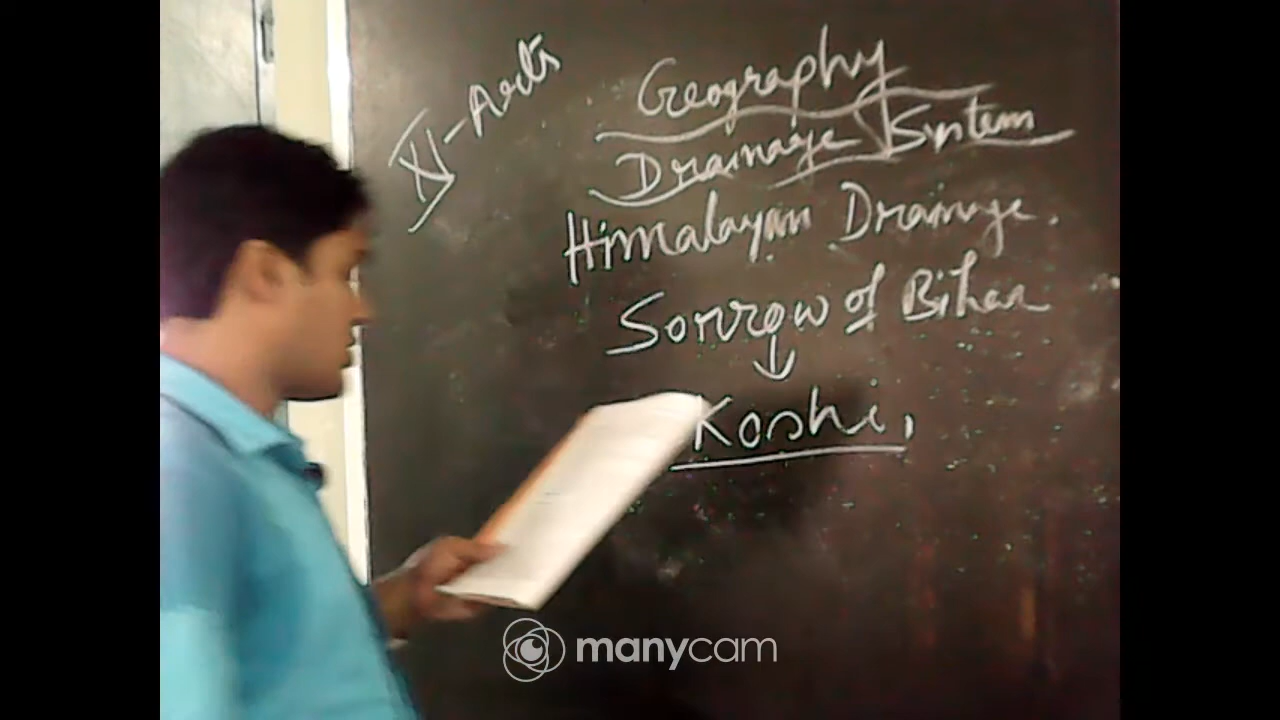 XI-Arts
Geography
Drainage System
Himalayan Drainage.
Sorrow of Bihar
Koshi,
manycam